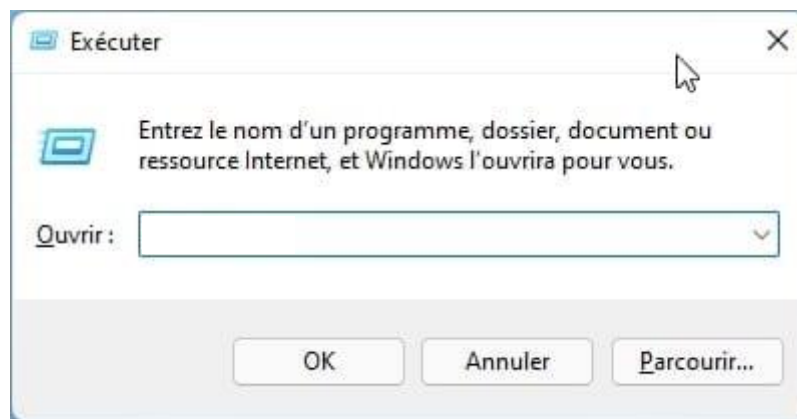 Exécuter
Entrez le nom d'un programme, dossier, document ou
ressource Internet, et Windows l'ouvrira pour vous.
Ouvrir :
OK
Annuler
Parcourir...